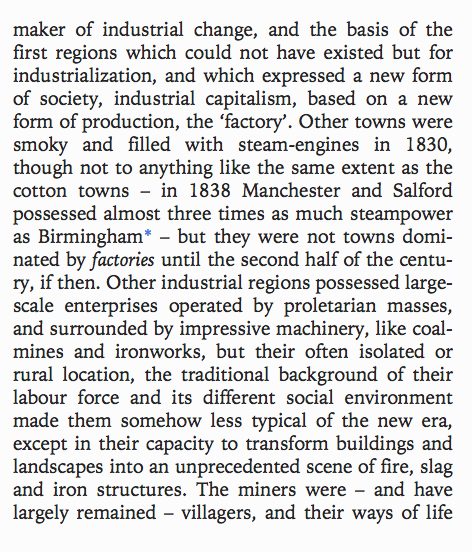 maker of industrial change, and the basis of the
first regions which could not have existed but for
industrialization, and which expressed a new form
of society, industrial capitalism, based on a new
form of production, the ‘factory’. Other towns were
smoky and filled with steam-engines in 1830,
though not to anything like the same extent as the
cotton towns – in 1838 Manchester and Salford
possessed almost three times as much steampower
as Birmingham* – but they were not towns domi-
nated by factories until the second half of the centu-
ry, if then. Other industrial regions possessed large-
scale enterprises operated by proletarian masses,
and surrounded by impressive machinery, like coal-
mines and ironworks, but their often isolated or
rural location, the traditional background of their
labour force and its different social environment
made them somehow less typical of the new era,
except in their capacity to transform buildings and
landscapes into an unprecedented scene of fire, slag
and iron structures. The miners were – and have
largely remained – villagers, and their ways of life